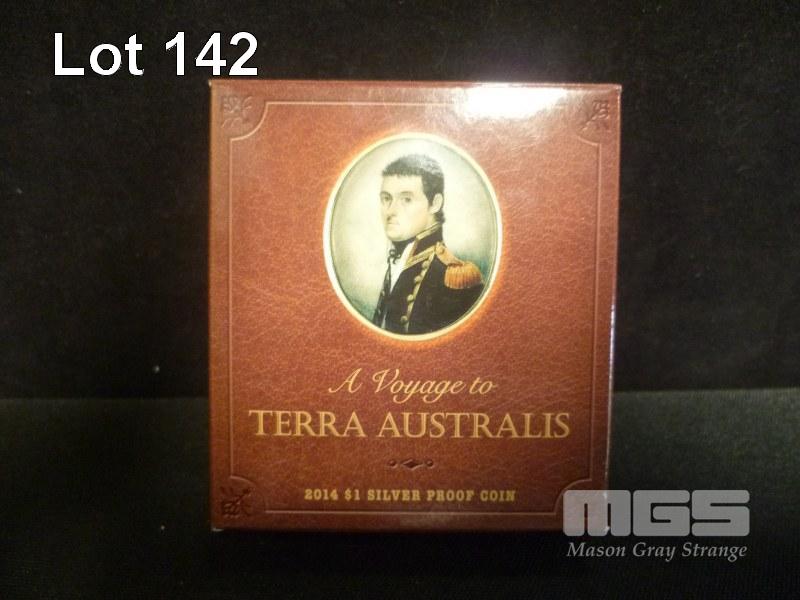 Lot 142
A Voyage to
TERRA AUSTRALIS
2014 $1 SILVER PROOF COIN
MGS
Mason Gray Strange